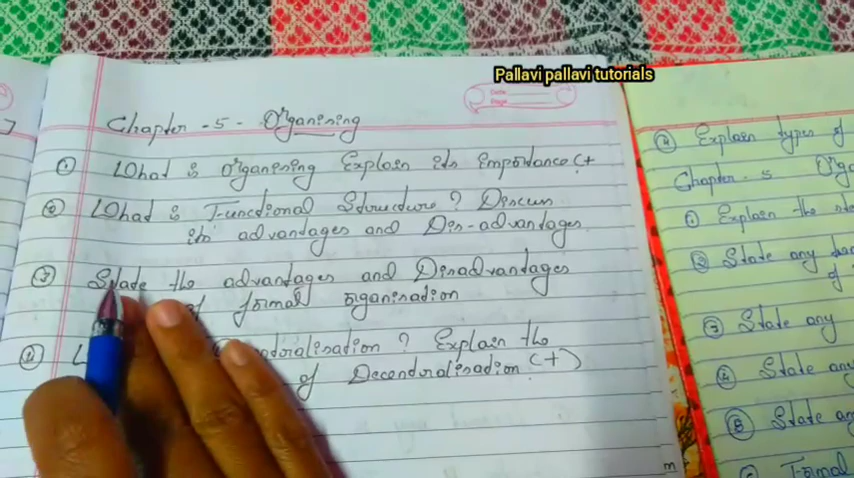 Pallavi pallavi tutorials
Chapter - 5 - Organising
① What is organising Explain its importance (+
② What is Functional Structure? Discuss
its advantages and Dis-advantages
③ State the advantages and Disadvantages
of formal organisation
④
? Explain the
of Decentralisation (+)
④ Explain types of
Chapter - 5
① Explain the
② State any
of
③ State any
④ State any
⑤ State any
Formal
m